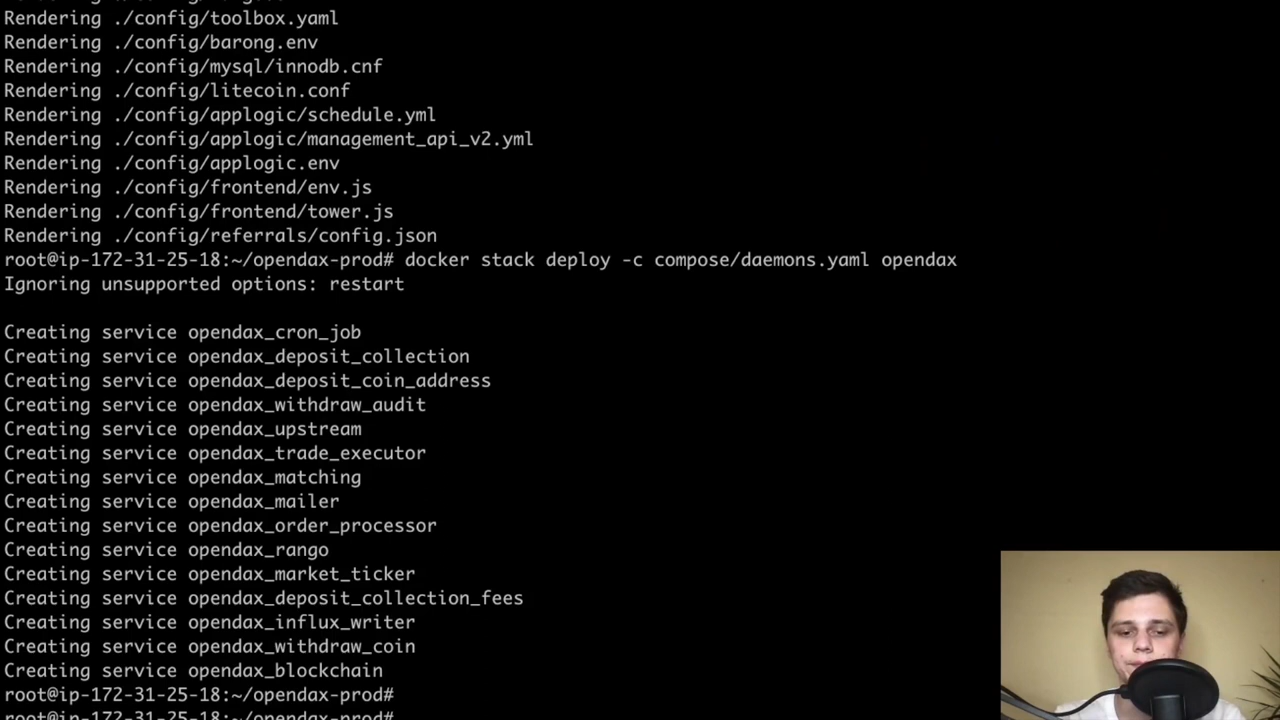 Rendering ./config/toolbox.yaml
Rendering ./config/barong.env
Rendering ./config/mysql/innodb.cnf
Rendering ./config/litecoin.conf
Rendering ./config/applogic/schedule.yml
Rendering ./config/applogic/management_api_v2.yml
Rendering ./config/applogic.env
Rendering ./config/frontend/env.js
Rendering ./config/frontend/tower.js
Rendering ./config/referrals/config.json
root@ip-172-31-25-18:~/opendax-prod# docker stack deploy -c compose/daemons.yaml opendax
Ignoring unsupported options: restart
Creating service opendax_cron_job
Creating service opendax_deposit_collection
Creating service opendax_deposit_coin_address
Creating service opendax_withdraw_audit
Creating service opendax_upstream
Creating service opendax_trade_executor
Creating service opendax_matching
Creating service opendax_mailer
Creating service opendax_order_processor
Creating service opendax_rango
Creating service opendax_market_ticker
Creating service opendax_deposit_collection_fees
Creating service opendax_influx_writer
Creating service opendax_withdraw_coin
Creating service opendax_blockchain
root@ip-172-31-25-18:~/opendax-prod#
root@ip-172-31-25-18:~/opendax-prod#